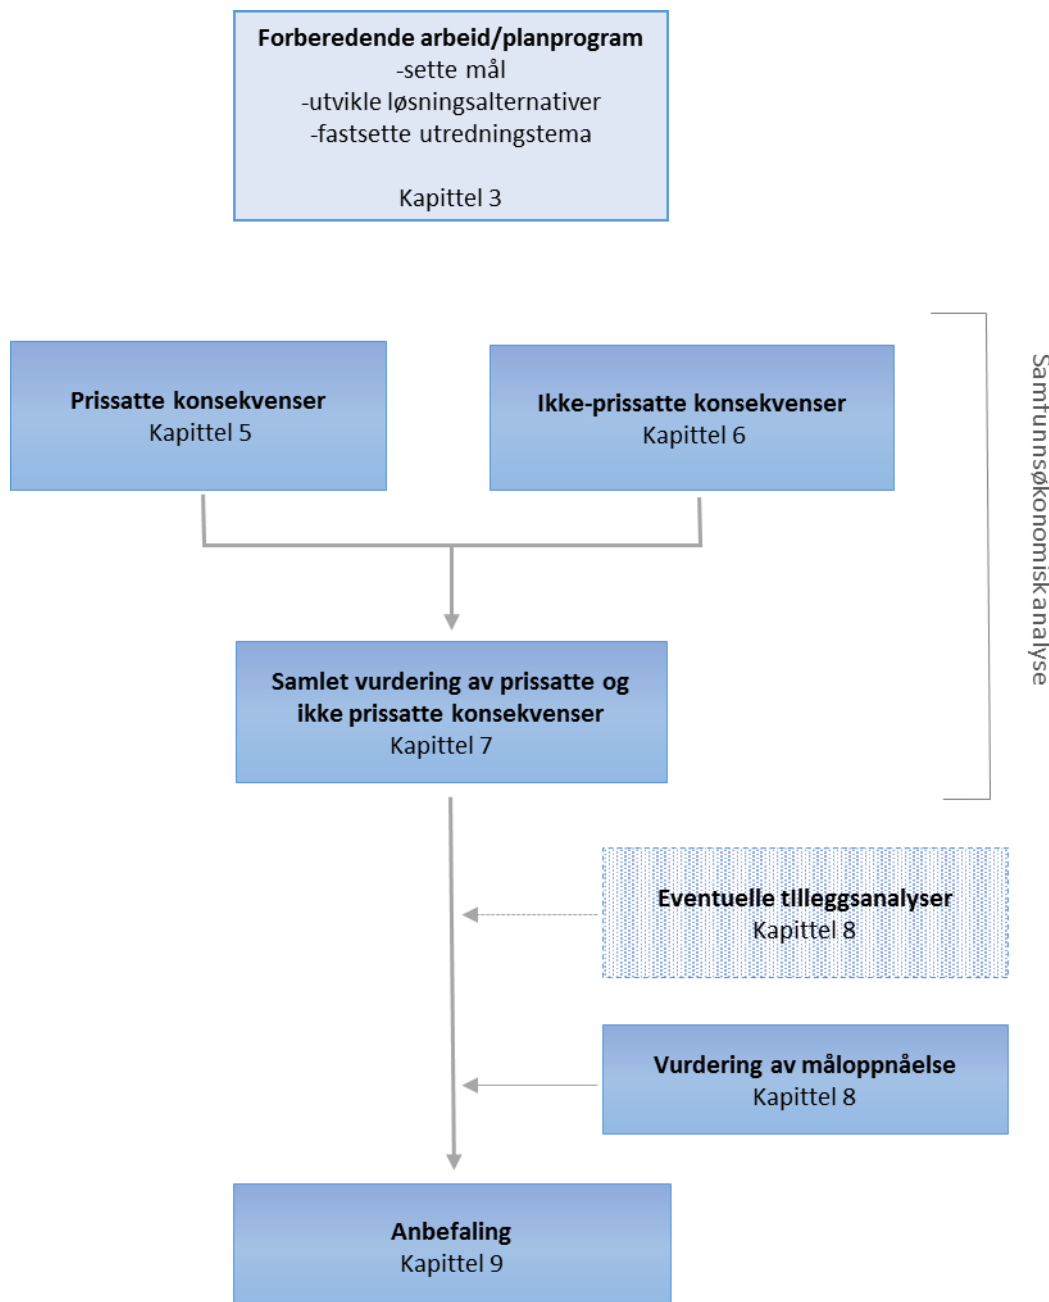 Forberedende arbeid/planprogram
-sette mål
-utvikle løsningsalternativer
-fastsette utredningstema
Kapittel 3
Prissatte konsekvenser
Kapittel 5
Ikke-prissatte konsekvenser
Kapittel 6
Samfunnsøkonomisk analyse
Samlet vurdering av prissatte og
ikke prissatte konsekvenser
Kapittel 7
Eventuelle tilleggsanalyser
Kapittel 8
Vurdering av måloppnåelse
Kapittel 8
Anbefaling
Kapittel 9